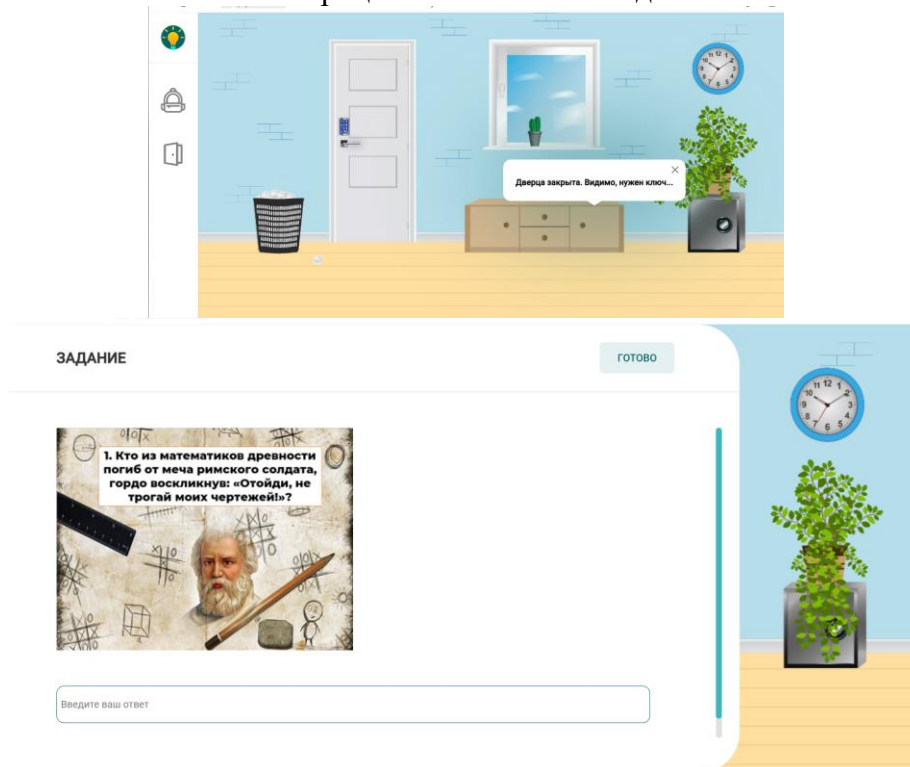 Дверца закрыта. Видимо, нужен ключ...
ЗАДАНИЕ
ГОТОВО
1. Кто из математиков древности
погиб от меча римского солдата,
гордо воскликнув: «Отойди, не
трогай моих чертежей!»?
Введите ваш ответ